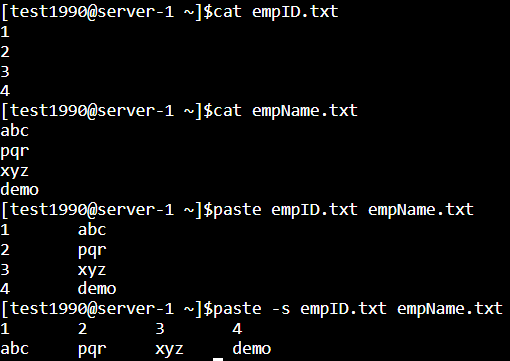 [test1990@server-1 ~]$cat empID.txt
1
2
3
4
[test1990@server-1 ~]$cat empName.txt
abc
pqr
xyz
demo
[test1990@server-1 ~]$paste empID.txt empName.txt
1       abc
2       pqr
3       xyz
4       demo
[test1990@server-1 ~]$paste -s empID.txt empName.txt
1       2       3       4
abc     pqr     xyz     demo